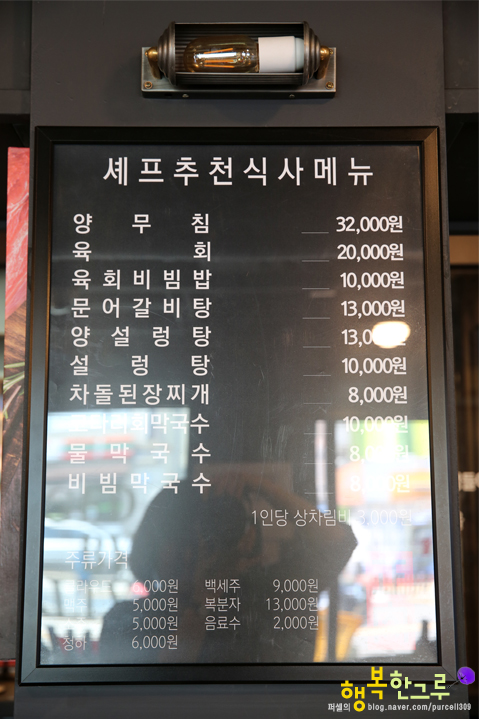 셰프추천식사메뉴
양무침 32,000원
육회 20,000원
육회비빔밥 10,000원
문어갈비탕 13,000원
양설렁탕
설렁탕 10,000원
차돌된장찌개 8,000원
10,000원
물막국수
비빔막국수
1인당 상차림비 3,000원
주류가격
6,000원 백세주 9,000원
5,000원 복분자 13,000원
5,000원 음료수 2,000원
청하 6,000원
행복한그루
퍼셀의 blog.naver.com/purcell309